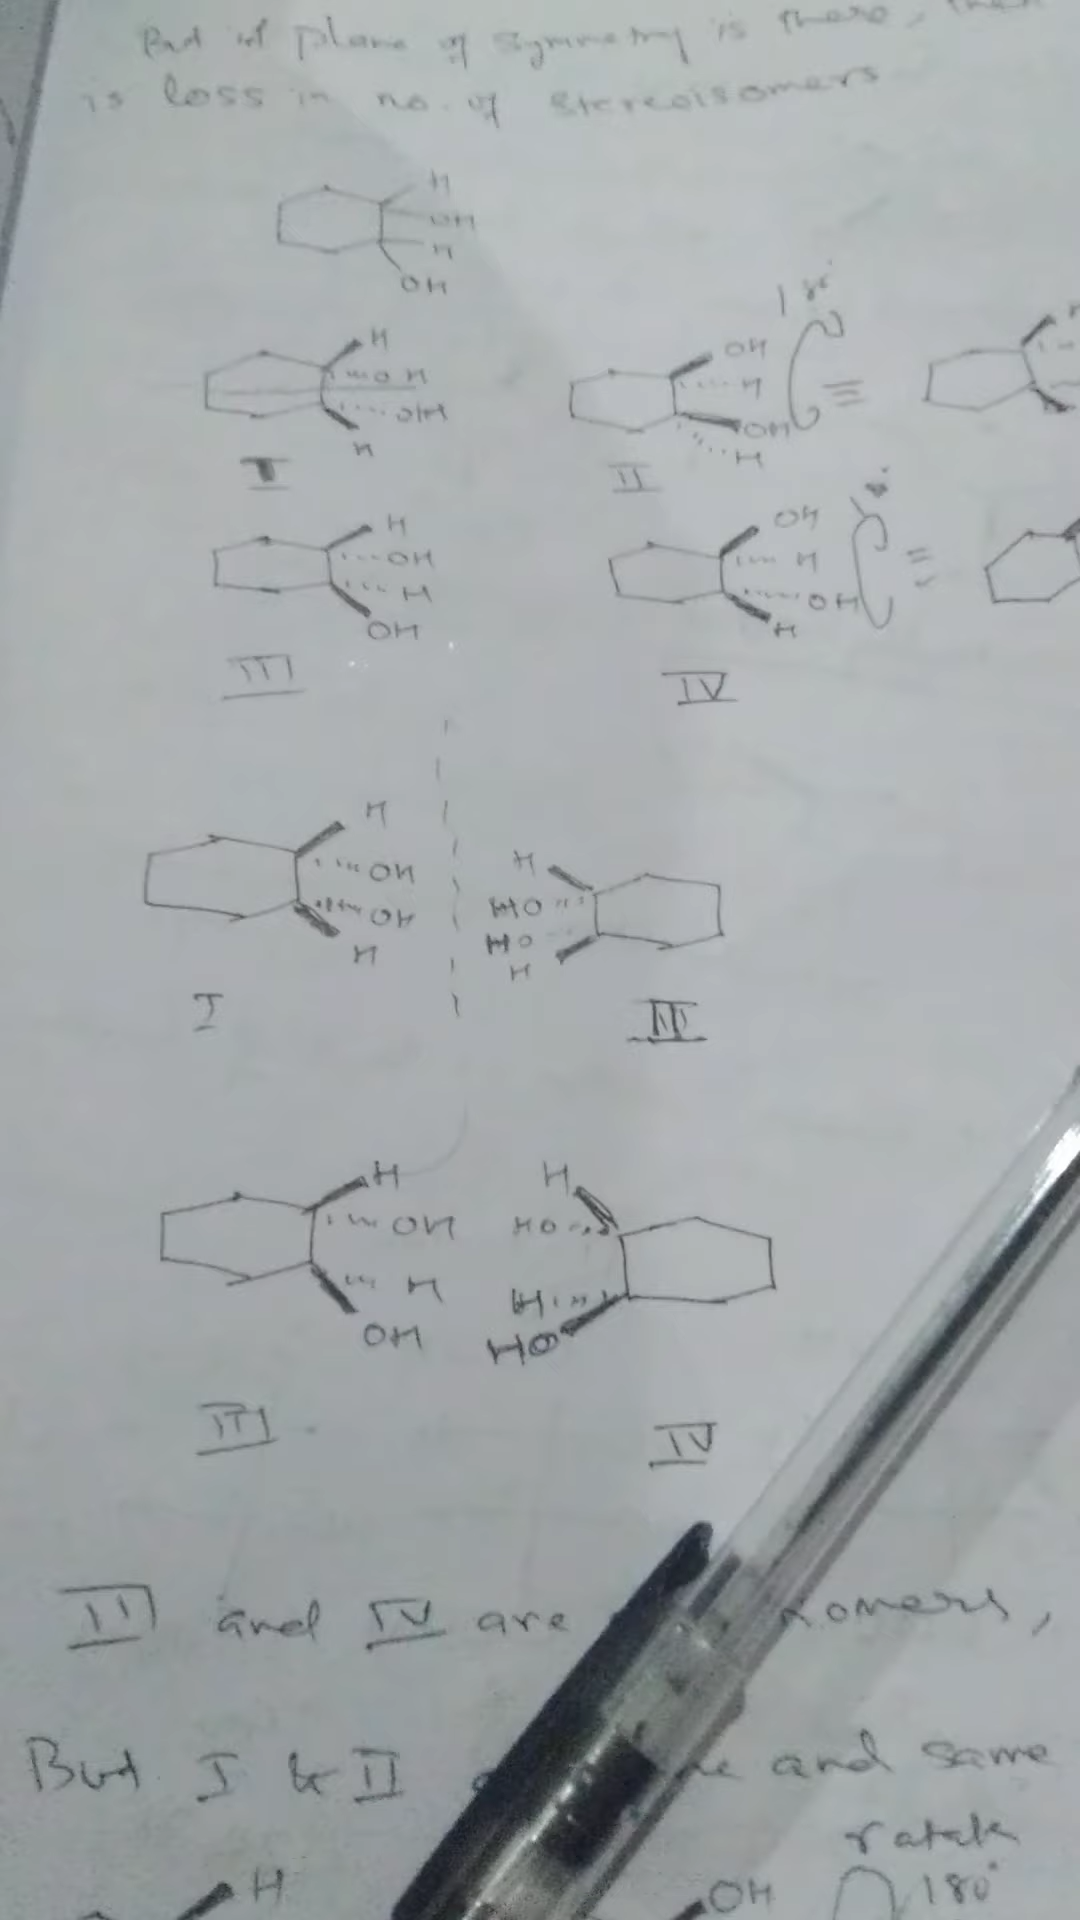 But if plane of symmetry is there, then
is loss in no. of stereoisomers
H
OH
H
OH
H
OH
OH
H
I
OH
H
OH
H
II
≡
H
OH
H
OH
III
OH
H
OH
H
IV
=
H
OH
OH
H
I
H
HO
HO
H
II
H
OH
H
OH
III
H
HO
H
HO
IV
III and IV are
But I & II and same
rotate
H
OH
180°